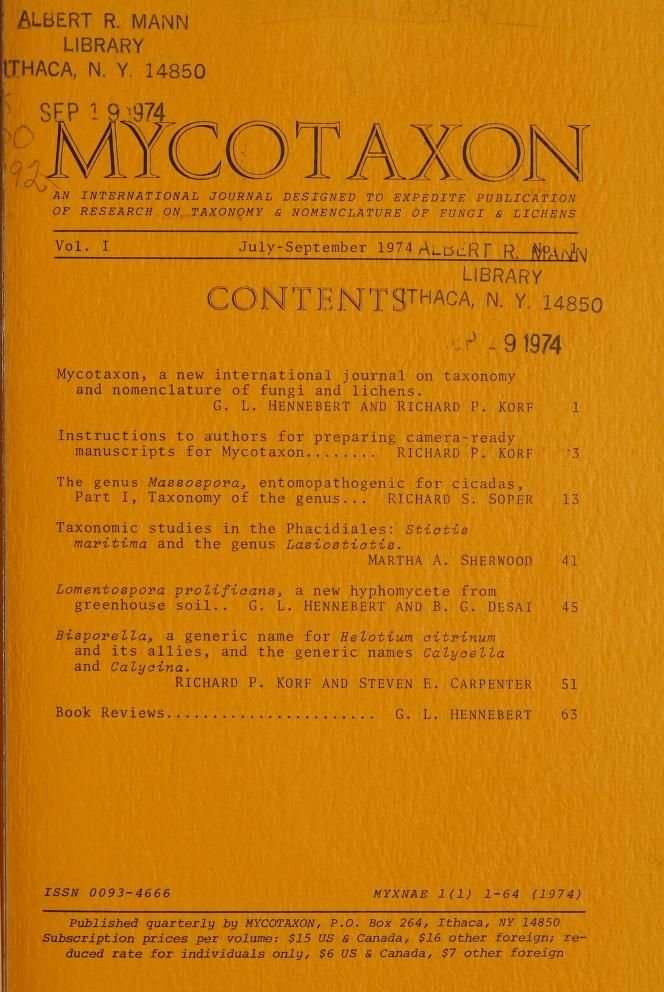 ALBERT R. MANN
LIBRARY
ITHACA, N. Y. 14850
SEP 19 1974
MYCOTAXON
AN INTERNATIONAL JOURNAL DESIGNED TO EXPEDITE PUBLICATION
OF RESEARCH ON TAXONOMY & NOMENCLATURE OF FUNGI & LICHENS
Vol. I July-September 1974 No. 1
ALBERT R. MANN
LIBRARY
ITHACA, N. Y. 14850
9 1974
CONTENTS
Mycotaxon, a new international journal on taxonomy
and nomenclature of fungi and lichens.
G. L. HENNEBERT AND RICHARD P. KORF 1
Instructions to authors for preparing camera-ready
manuscripts for Mycotaxon........ RICHARD P. KORF 3
The genus Massospora, entomopathogenic for cicadas,
Part I, Taxonomy of the genus... RICHARD S. SOPER 13
Taxonomic studies in the Phacidiales: Stictis
maritima and the genus Lasiostictis.
MARTHA A. SHERWOOD 41
Lomentospora prolificans, a new hyphomycete from
greenhouse soil.. G. L. HENNEBERT AND B. G. DESAI 45
Bisporella, a generic name for Helotium citrinum
and its allies, and the generic names Calycella
and Calycina.
RICHARD P. KORF AND STEVEN E. CARPENTER 51
Book Reviews....................... G. L. HENNEBERT 63
ISSN 0093-4666 MYXNAE 1(1) 1-64 (1974)
Published quarterly by MYCOTAXON, P.O. Box 264, Ithaca, NY 14850
Subscription prices per volume: $15 US & Canada, $16 other foreign; re-
duced rate for individuals only, $6 US & Canada, $7 other foreign